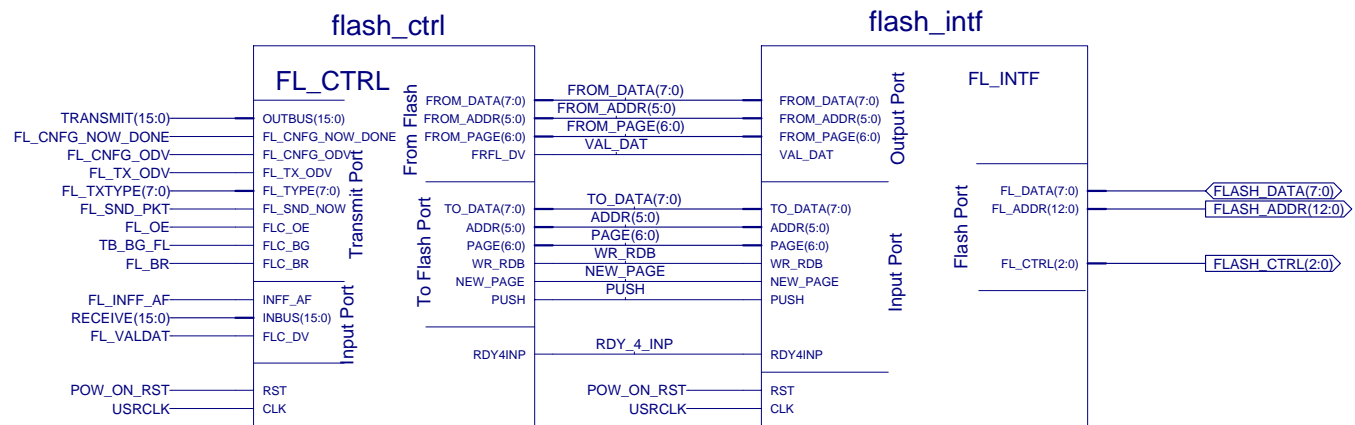 flash_ctrl
flash_intf
FL_CTRL
FL_INTF
TRANSMIT(15:0)
FL_CNFG_NOW_DONE
FL_CNFG_ODV
FL_TX_ODV
FL_TXTYPE(7:0)
FL_SND_PKT
FL_OE
TB_BG_FL
FL_BR
FL_INFF_AF
RECEIVE(15:0)
FL_VALDAT
POW_ON_RST
USRCLK
OUTBUS(15:0)
FL_CNFG_NOW_DONE
FL_CNFG_ODV
FL_TX_ODV
FL_TYPE(7:0)
FL_SND_NOW
FLC_OE
FLC_BG
FLC_BR
Transmit Port
INFF_AF
INBUS(15:0)
FLC_DV
Input Port
RST
CLK
From Flash
FROM_DATA(7:0)
FROM_ADDR(5:0)
FROM_PAGE(6:0)
FRFL_DV
To Flash Port
TO_DATA(7:0)
ADDR(5:0)
PAGE(6:0)
WR_RDB
NEW_PAGE
PUSH
RDY4INP
FROM_DATA(7:0)
FROM_ADDR(5:0)
FROM_PAGE(6:0)
VAL_DAT
TO_DATA(7:0)
ADDR(5:0)
PAGE(6:0)
WR_RDB
NEW_PAGE
PUSH
RDY_4_INP
POW_ON_RST
USRCLK
FROM_DATA(7:0)
FROM_ADDR(5:0)
FROM_PAGE(6:0)
VAL_DAT
Output Port
TO_DATA(7:0)
ADDR(5:0)
PAGE(6:0)
WR_RDB
NEW_PAGE
PUSH
Input Port
RDY4INP
RST
CLK
Flash Port
FL_DATA(7:0)
FL_ADDR(12:0)
FL_CTRL(2:0)
FLASH_DATA(7:0)
FLASH_ADDR(12:0)
FLASH_CTRL(2:0)